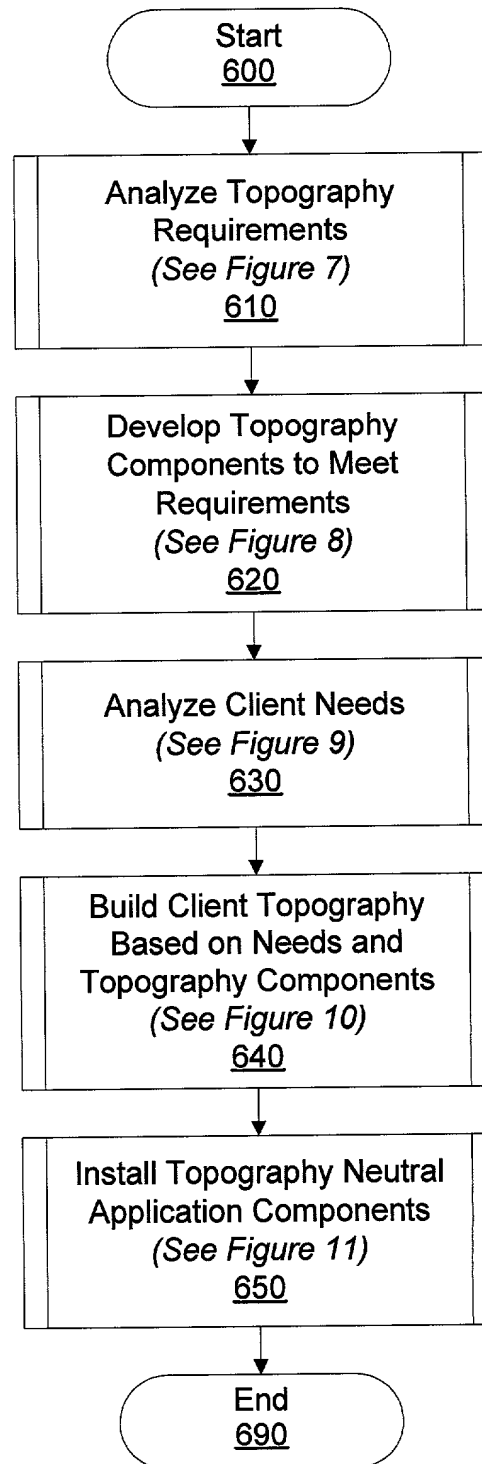 Start
600
Analyze Topography
Requirements
(See Figure 7)
610
Develop Topography
Components to Meet
Requirements
(See Figure 8)
620
Analyze Client Needs
(See Figure 9)
630
Build Client Topography
Based on Needs and
Topography Components
(See Figure 10)
640
Install Topography Neutral
Application Components
(See Figure 11)
650
End
690